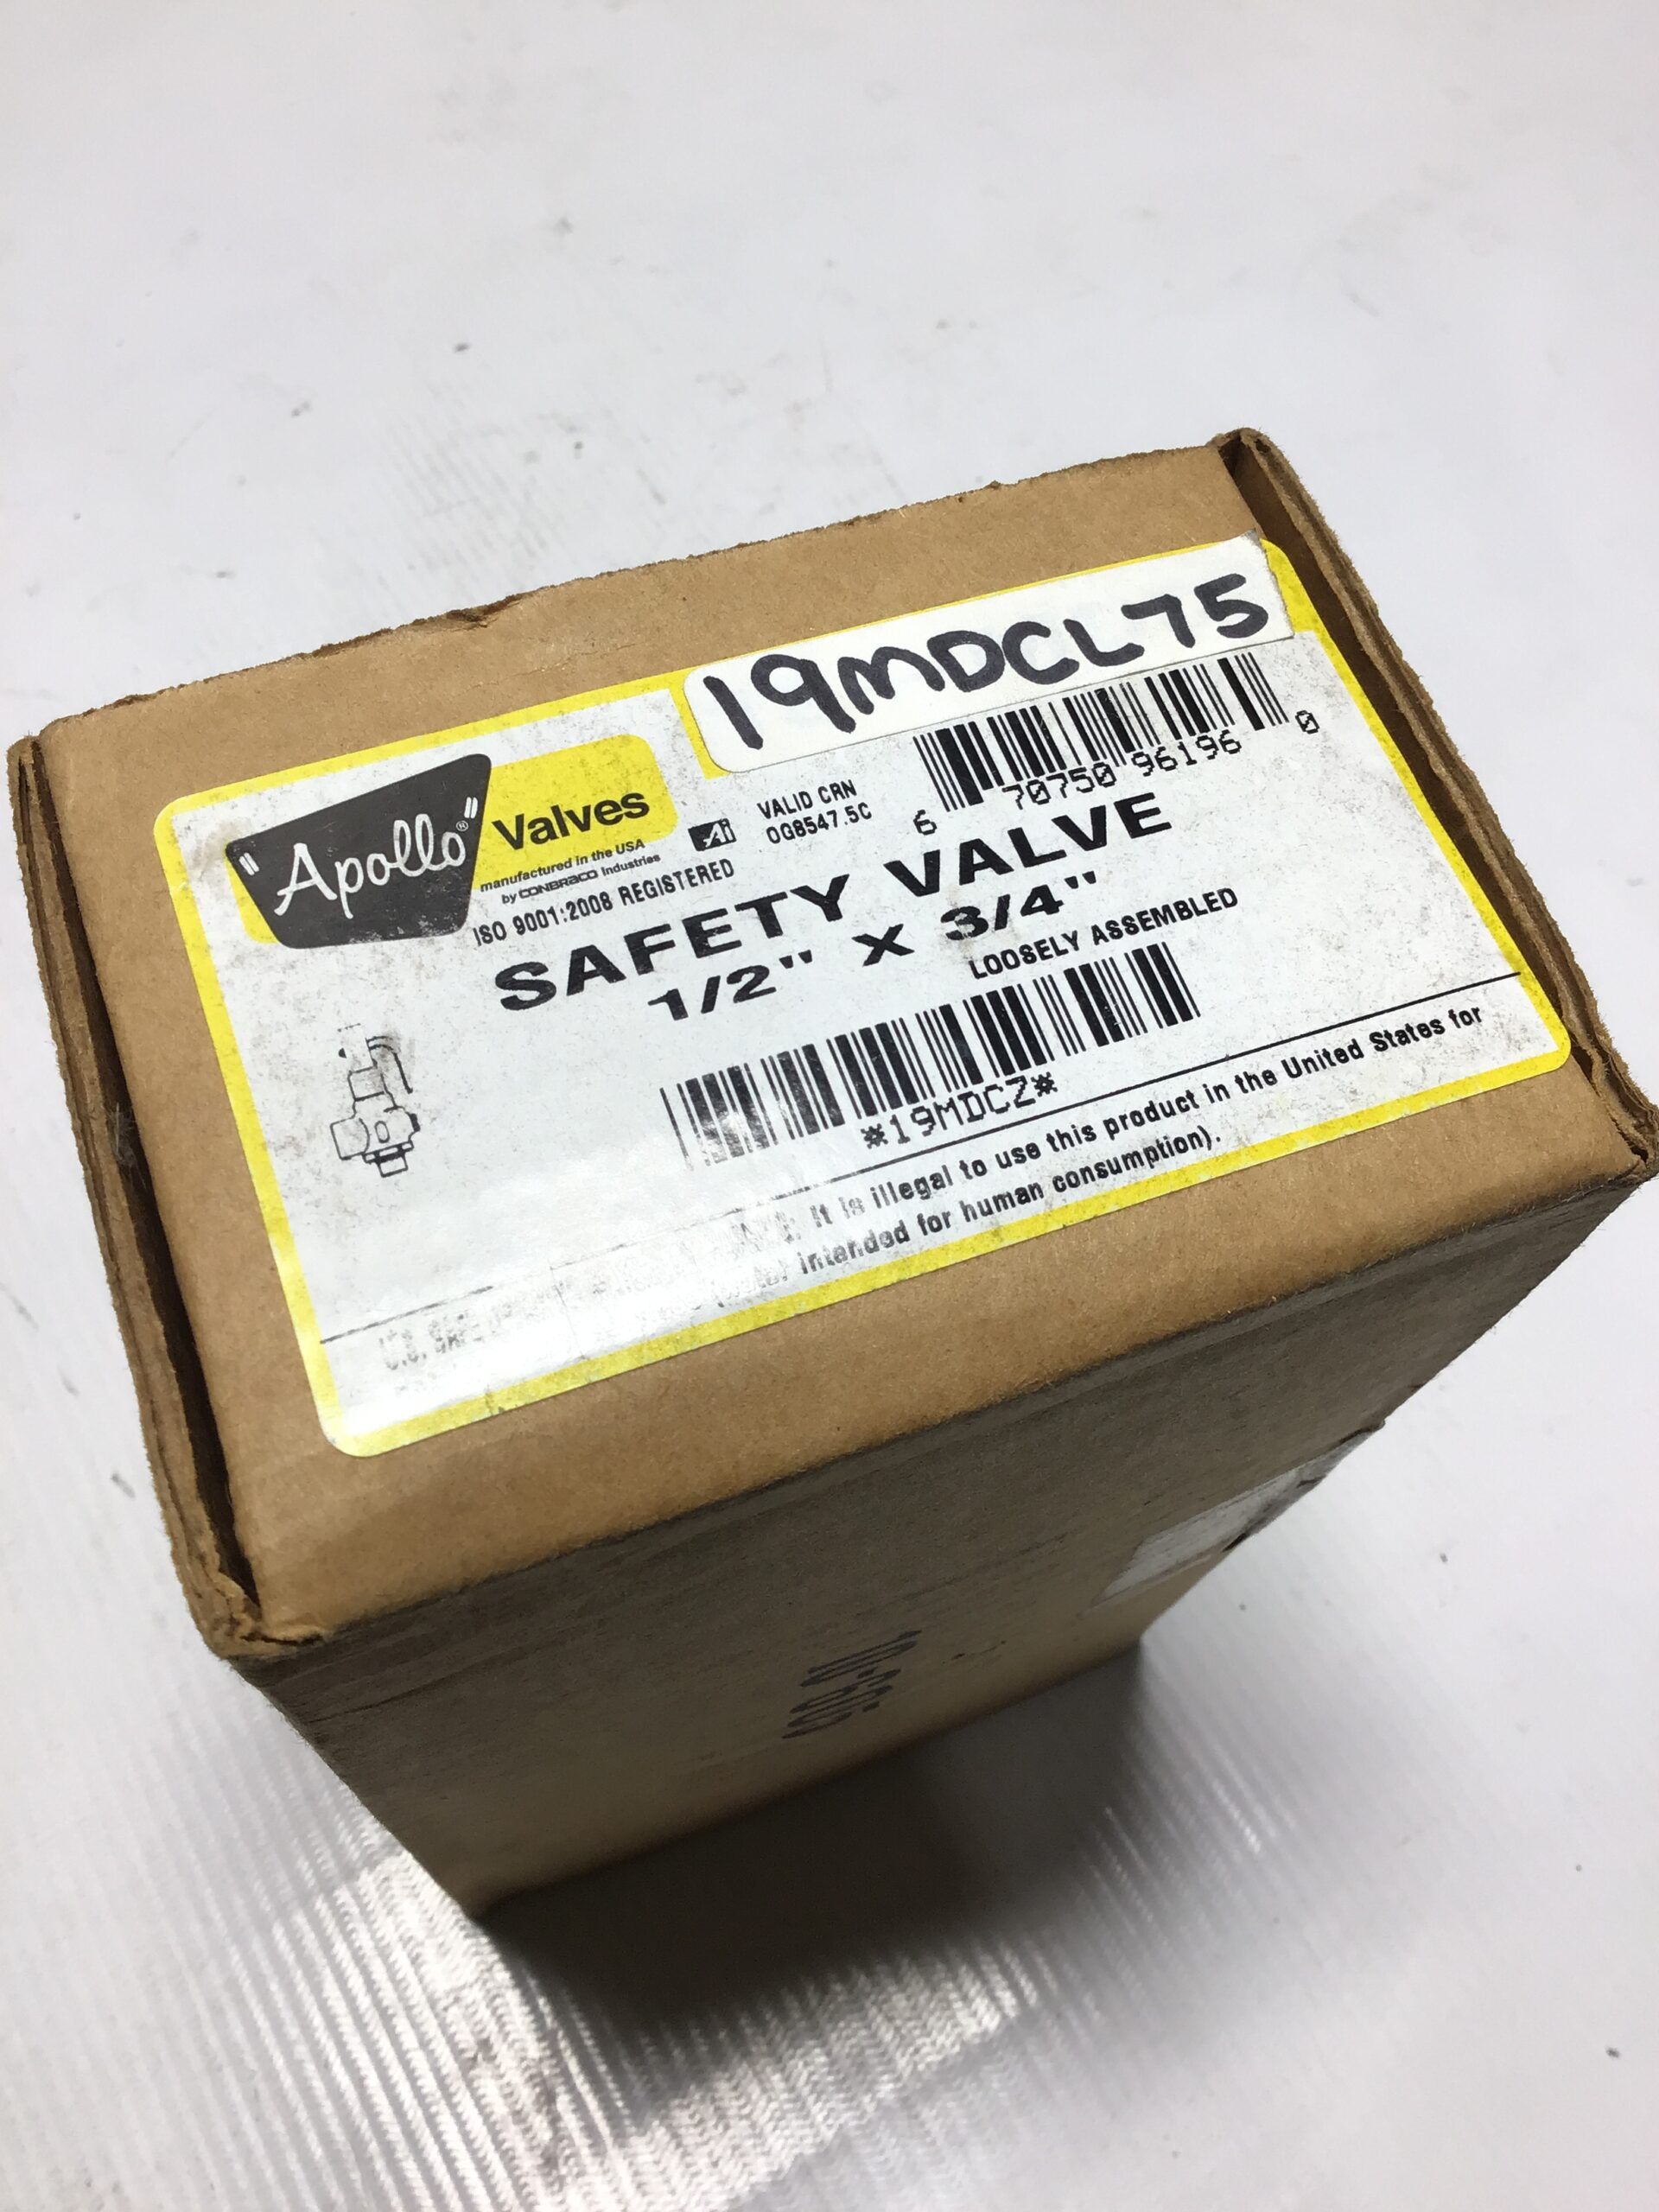 19MDCL75
"Apollo"® Valves
manufactured in the USA
by CONBRACO Industries
Ai
VALID CRN
0G8547.5C
6 70750 96196 0
ISO 9001:2008 REGISTERED
SAFETY VALVE
1/2" X 3/4"
LOOSELY ASSEMBLED
*19MDCZ*
It is illegal to use this product in the United States for
intended for human consumption).